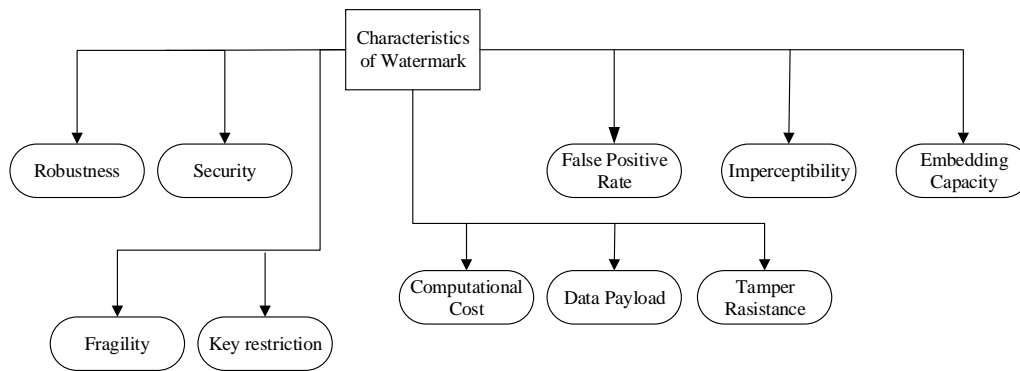 Characteristics
of Watermark
Robustness
Security
False Positive
Rate
Imperceptibility
Embedding
Capacity
Computational
Cost
Data Payload
Tamper
Rasistance
Fragility
Key restriction